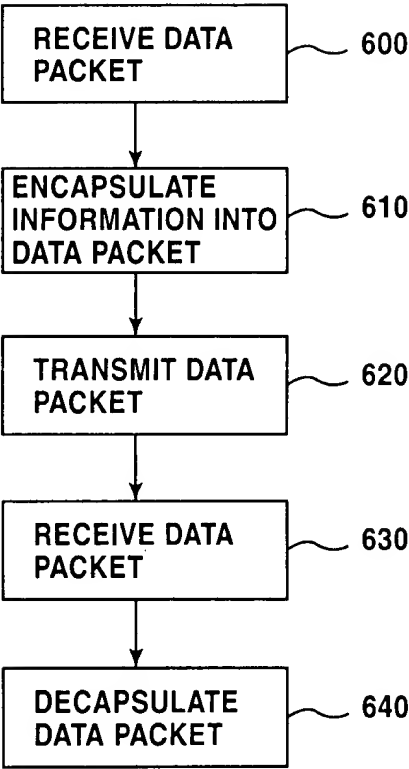 RECEIVE DATA
PACKET
600
ENCAPSULATE
INFORMATION INTO
DATA PACKET
610
TRANSMIT DATA
PACKET
620
RECEIVE DATA
PACKET
630
DECAPSULATE
DATA PACKET
640